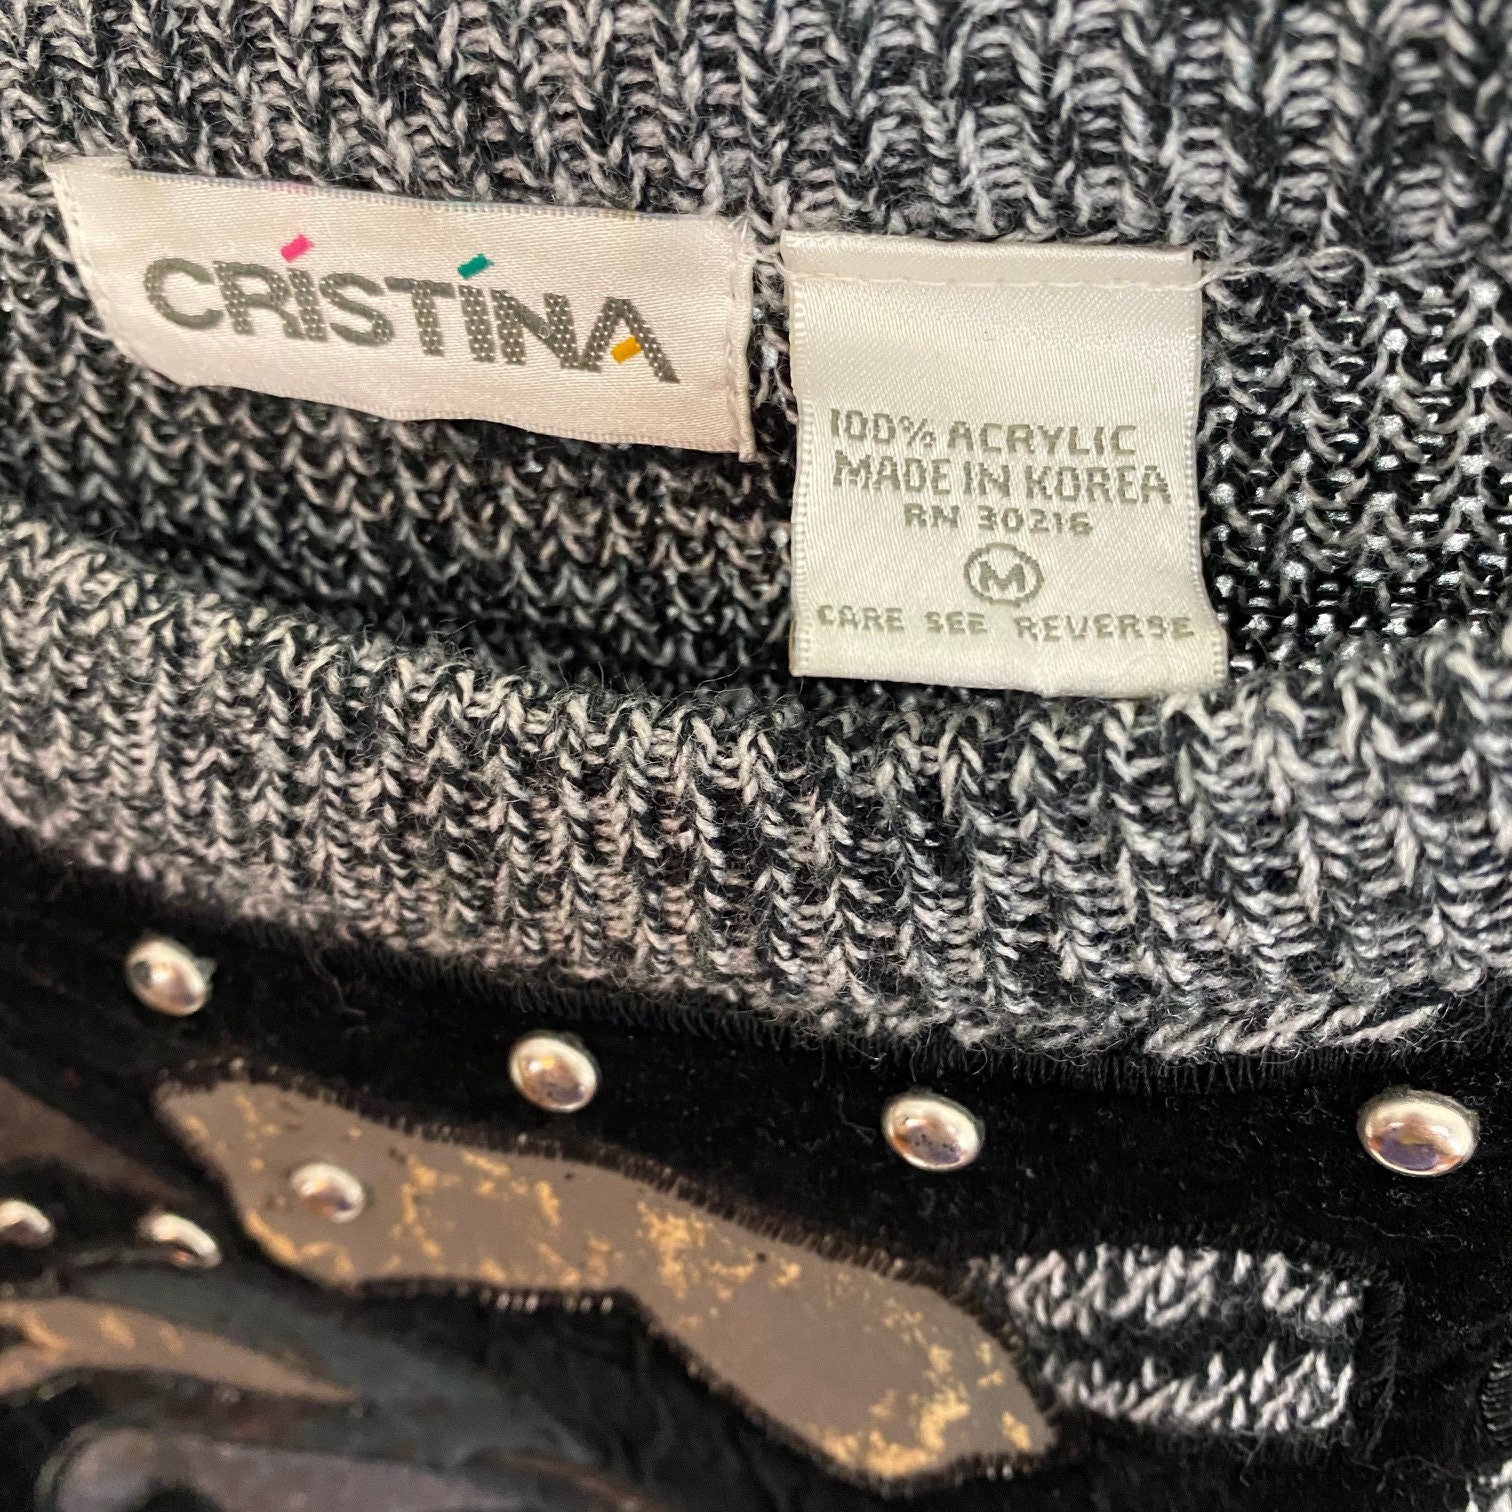 CRISTINA
100% ACRYLIC
MADE IN KOREA
RN 30216
M
CARE SEE REVERSE